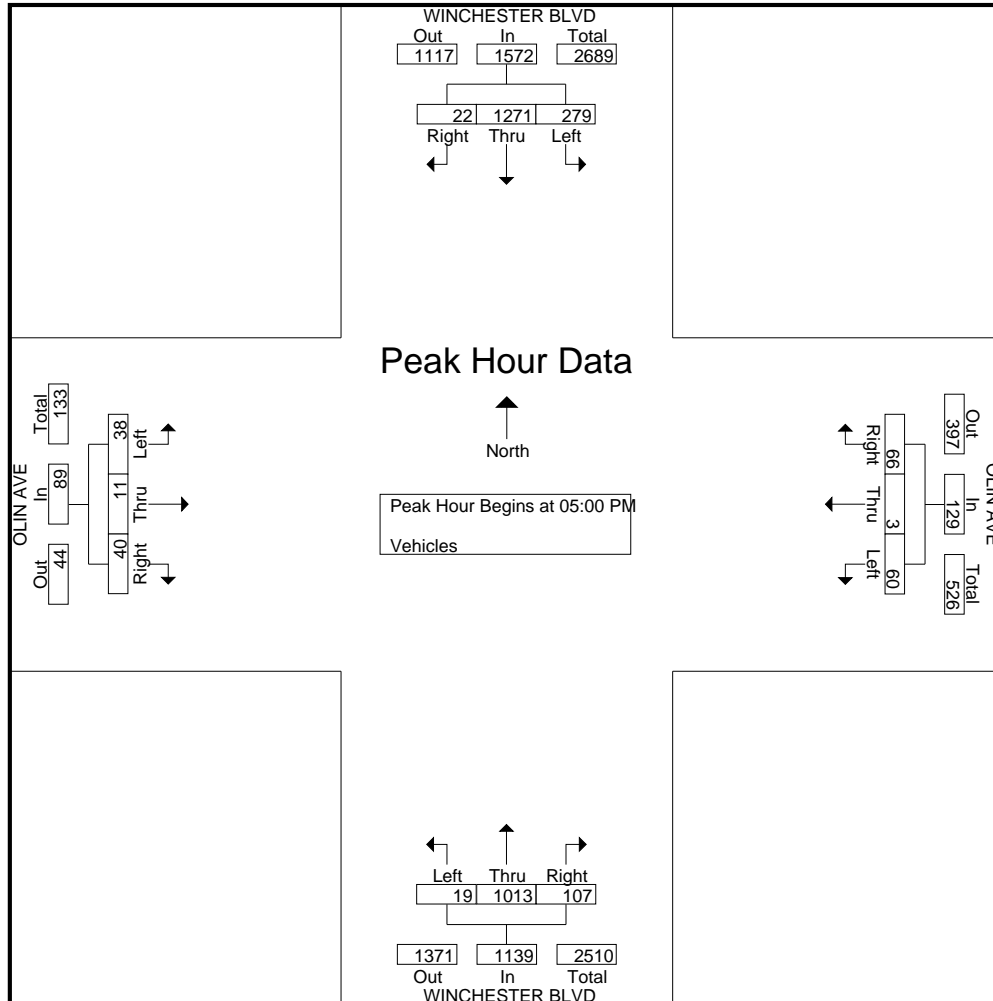 WINCHESTER BLVD
Out In Total
1117 1572 2689
22 1271 279
Right Thru Left
Peak Hour Data
North
Peak Hour Begins at 05:00 PM
Vehicles
OLIN AVE
Total In Out
133 89 44
38 11 40
Left Thru Right
Right Thru Left
66 3 60
Out In Total
397 129 526
OLIN AVE
Left Thru Right
19 1013 107
1371 1139 2510
Out In Total
WINCHESTER BLVD